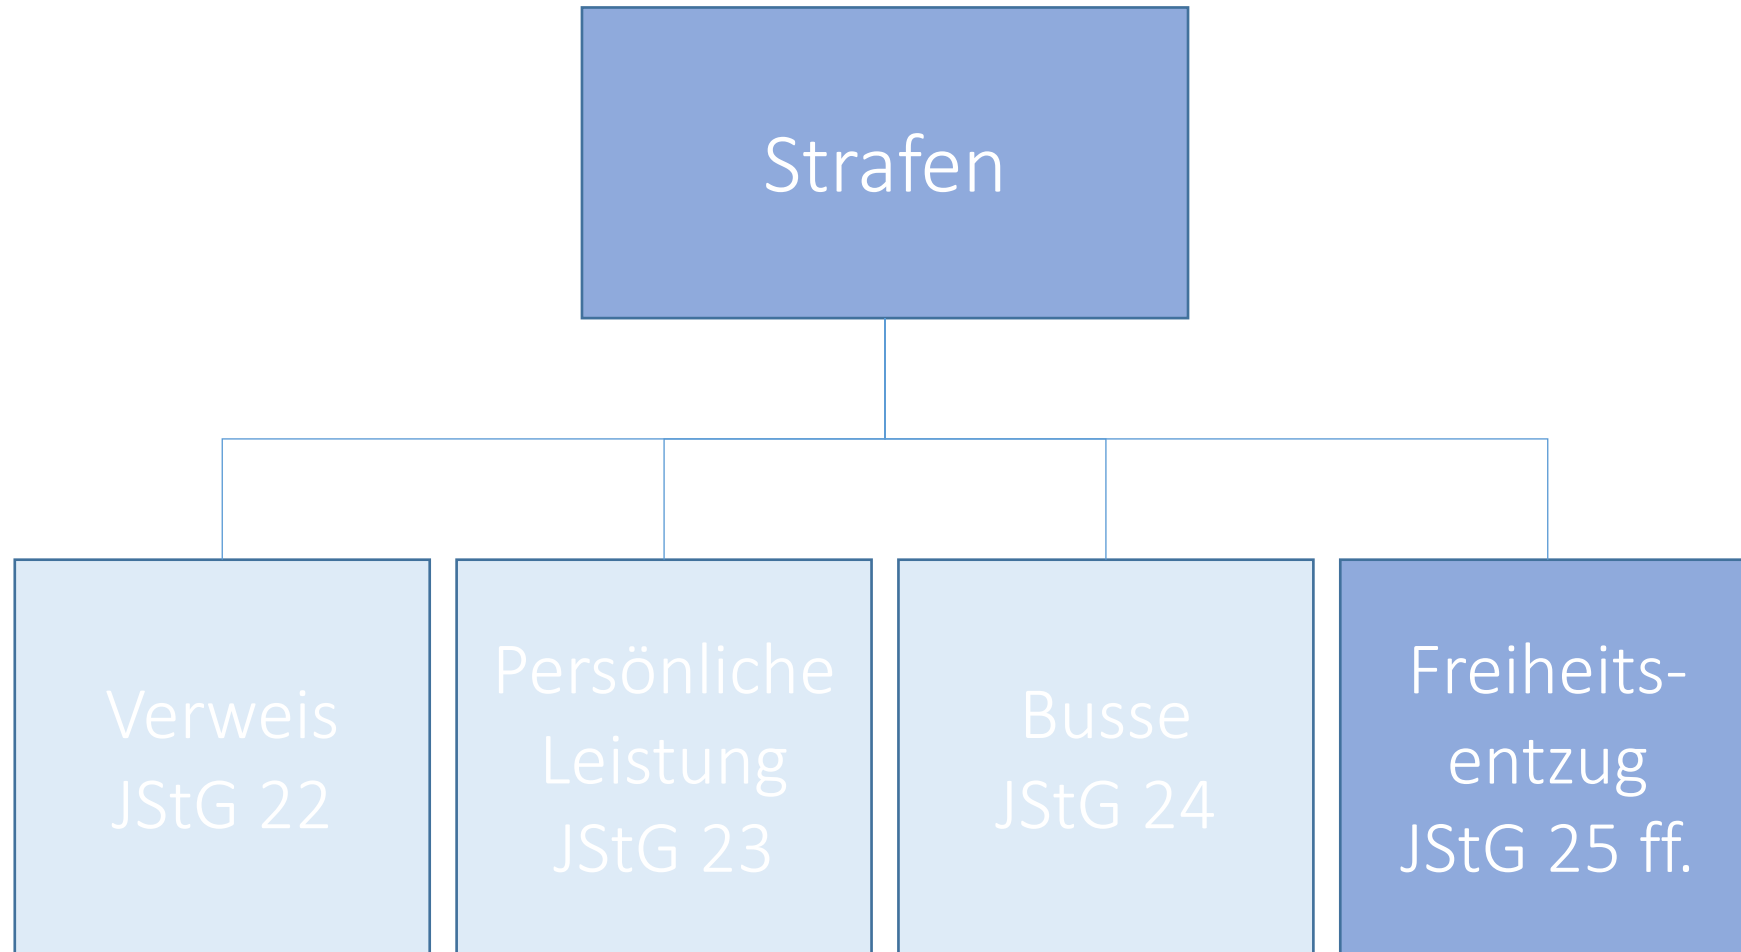 Strafen
Verweis
JStG 22
Persönliche
Leistung
JStG 23
Busse
JStG 24
Freiheits-
entzug
JStG 25 ff.